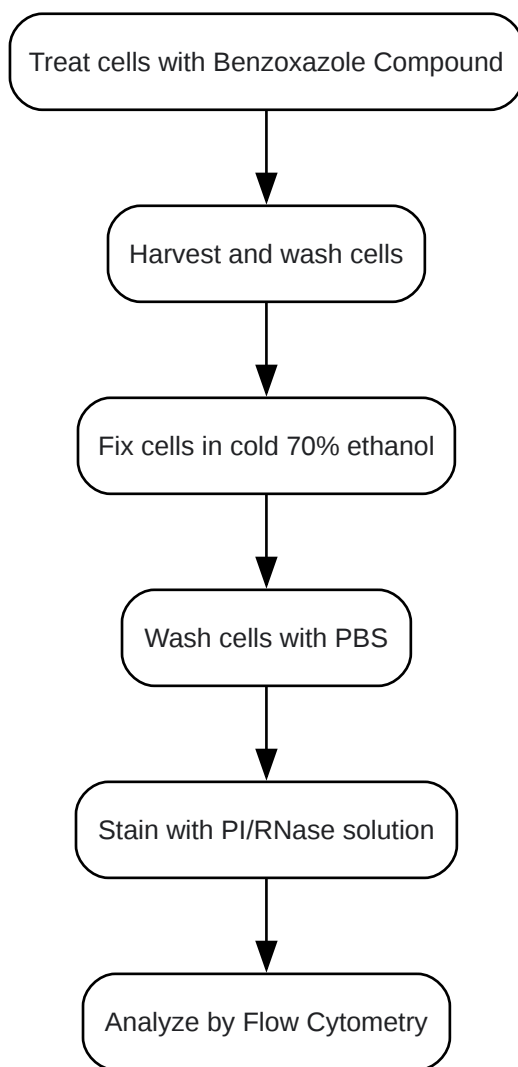 Treat cells with Benzoxazole Compound
Harvest and wash cells
Fix cells in cold 70% ethanol
Wash cells with PBS
Stain with PI/RNase solution
Analyze by Flow Cytometry